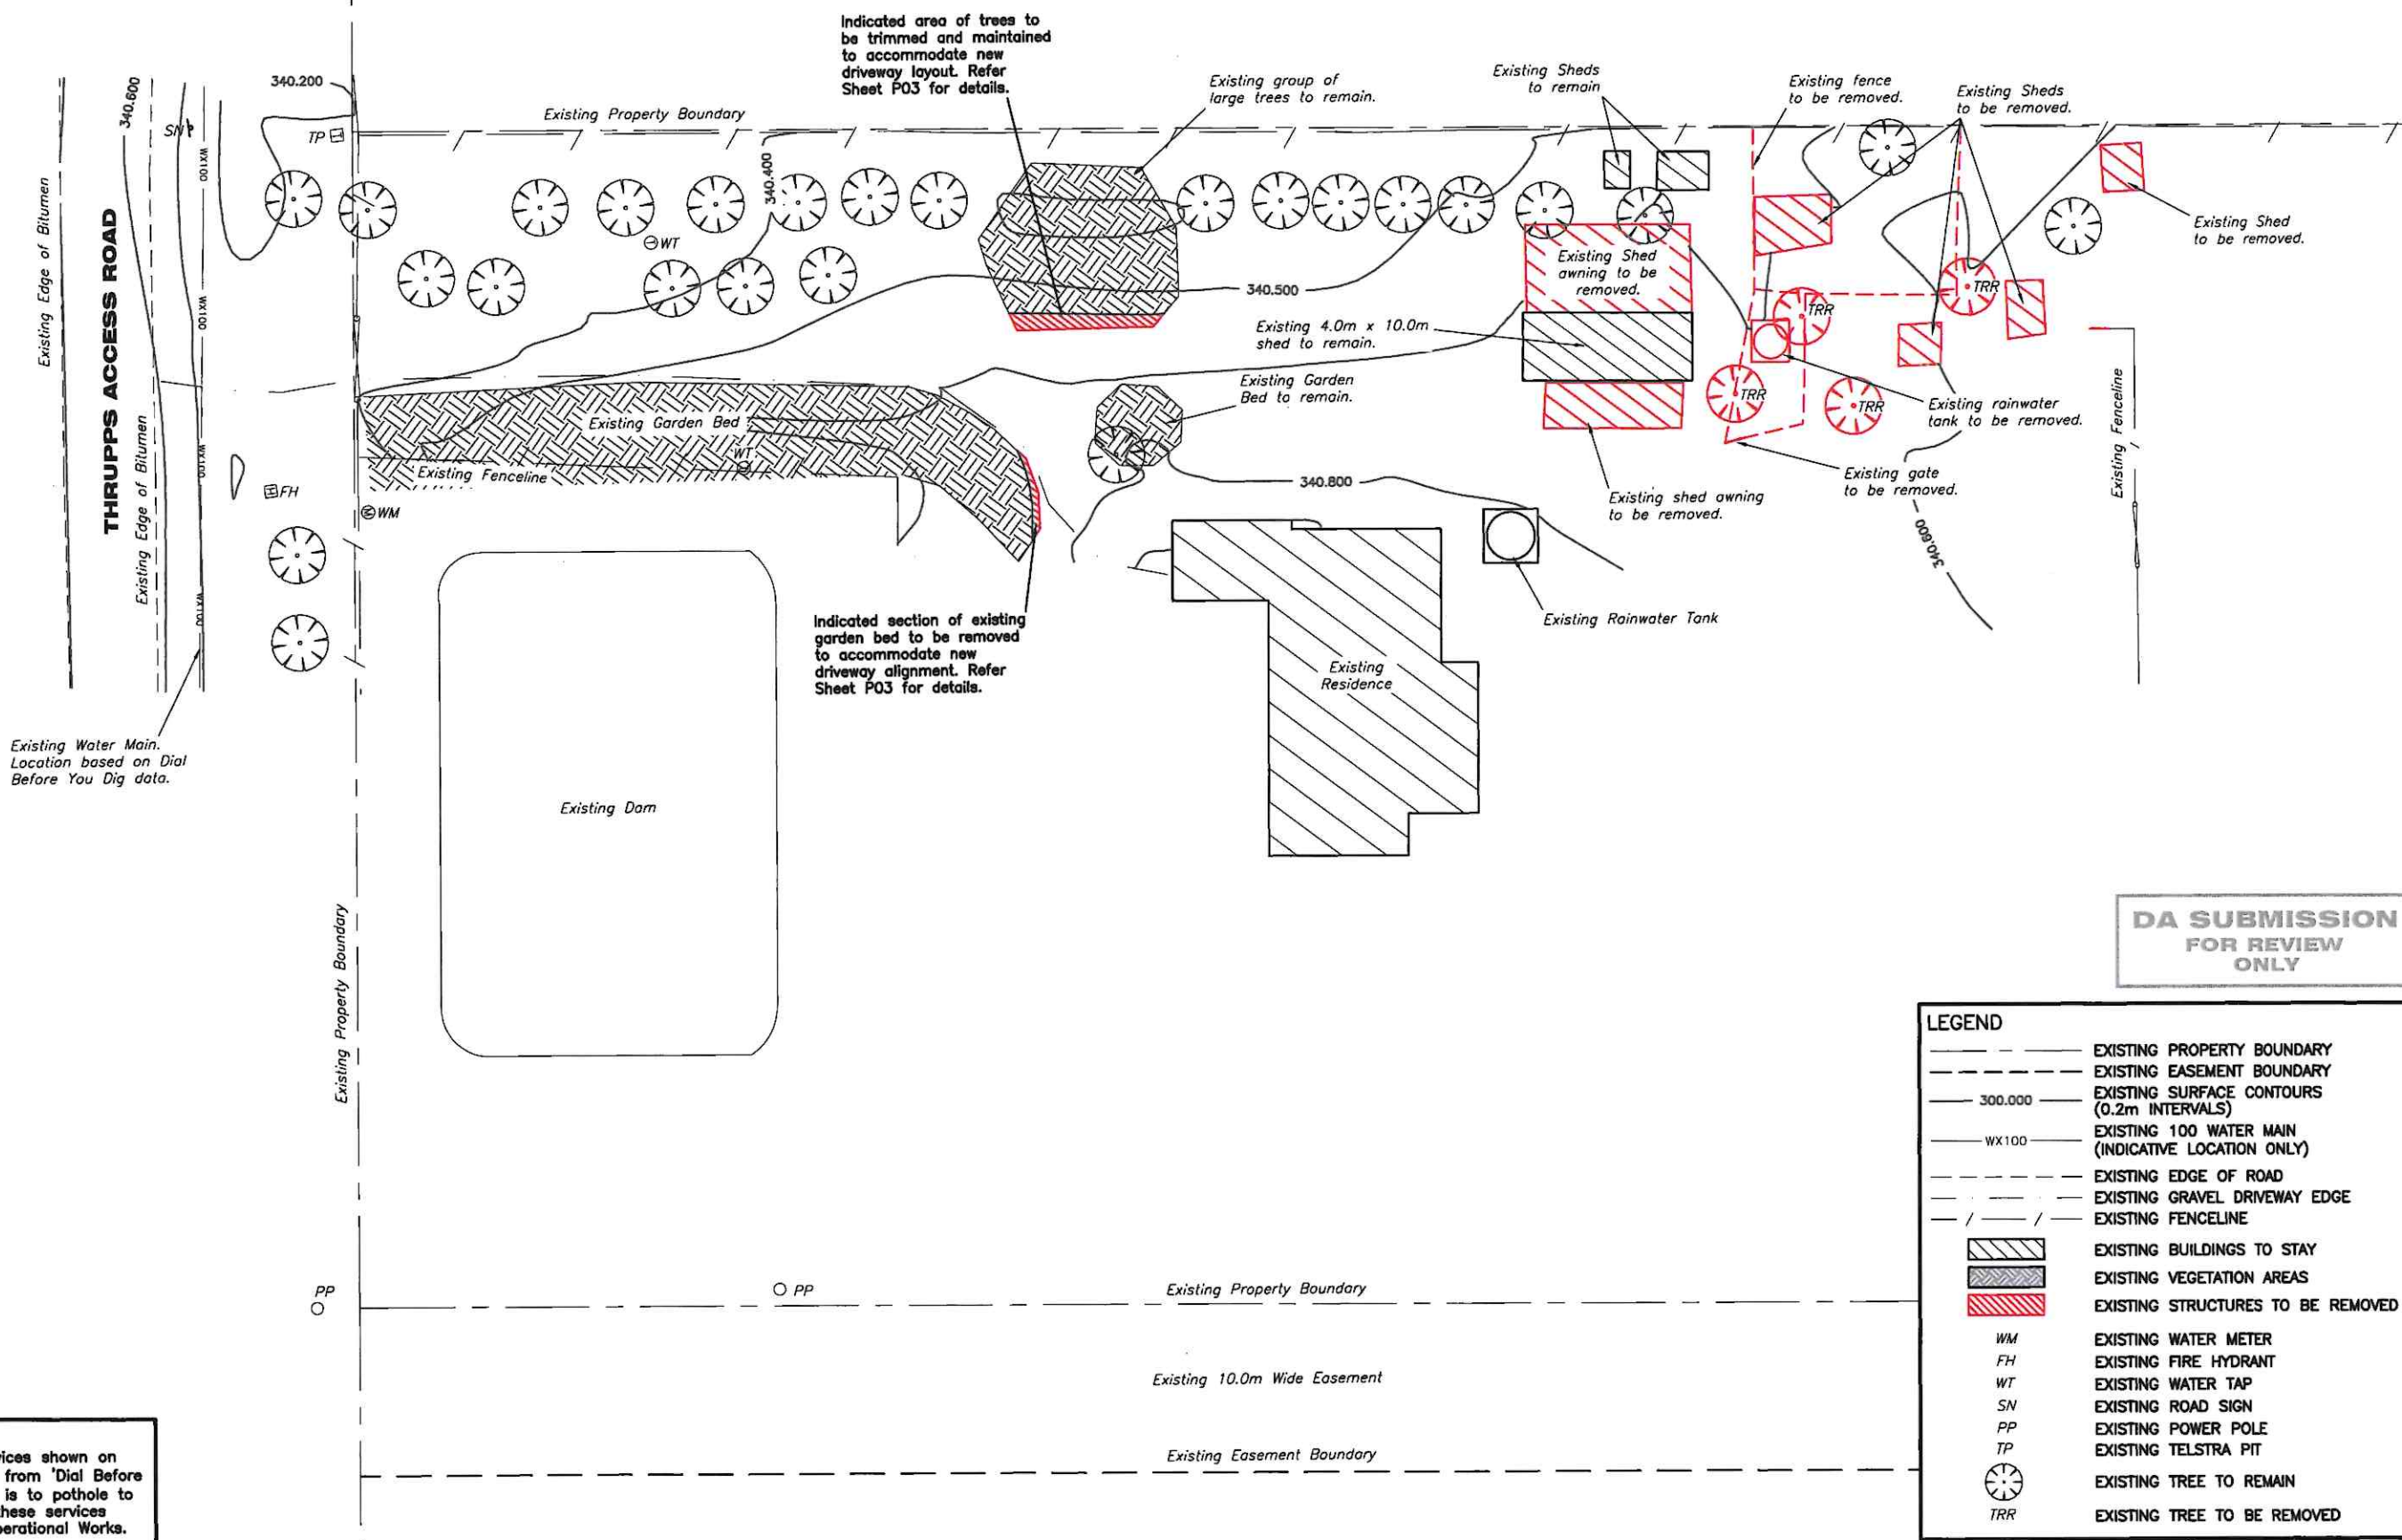 Indicated area of trees to
be trimmed and maintained
to accommodate new
driveway layout. Refer
Sheet P03 for details.
Existing group of
large trees to remain.
Existing Sheds
to remain
Existing fence
to be removed.
Existing Sheds
to be removed.
340.200
340.600
SN
TP
Existing Property Boundary
WX100
340.400
Existing Edge of Bitumen
THRUPPS ACCESS ROAD
WT
Existing Shed
to be removed.
Existing Shed
awning to be
removed.
340.500
TRR
TRR
WX100
Existing 4.0m x 10.0m
shed to remain.
Existing Garden
Bed to remain.
TRR
TRR
Existing rainwater
tank to be removed.
Existing Fenceline
Existing Garden Bed
WT
Existing Fenceline
WX100
Existing Edge of Bitumen
FH
WM
340.800
Existing gate
to be removed.
Existing shed awning
to be removed.
340.600
WX100
Existing Rainwater Tank
Indicated section of existing
garden bed to be removed
to accommodate new
driveway alignment. Refer
Sheet P03 for details.
Existing
Residence
Existing Water Main.
Location based on Dial
Before You Dig data.
Existing Dam
Existing Property Boundary
DA SUBMISSION
FOR REVIEW
ONLY
LEGEND
EXISTING PROPERTY BOUNDARY
EXISTING EASEMENT BOUNDARY
300.000 EXISTING SURFACE CONTOURS
(0.2m INTERVALS)
WX100 EXISTING 100 WATER MAIN
(INDICATIVE LOCATION ONLY)
EXISTING EDGE OF ROAD
EXISTING GRAVEL DRIVEWAY EDGE
EXISTING FENCELINE
EXISTING BUILDINGS TO STAY
EXISTING VEGETATION AREAS
EXISTING STRUCTURES TO BE REMOVED
WM EXISTING WATER METER
FH EXISTING FIRE HYDRANT
WT EXISTING WATER TAP
SN EXISTING ROAD SIGN
PP EXISTING POWER POLE
TP EXISTING TELSTRA PIT
EXISTING TREE TO REMAIN
TRR EXISTING TREE TO BE REMOVED
PP
PP
Existing Property Boundary
Existing 10.0m Wide Easement
Existing Easement Boundary
vices shown on
from 'Dial Before
is to pothole to
these services
perational Works.